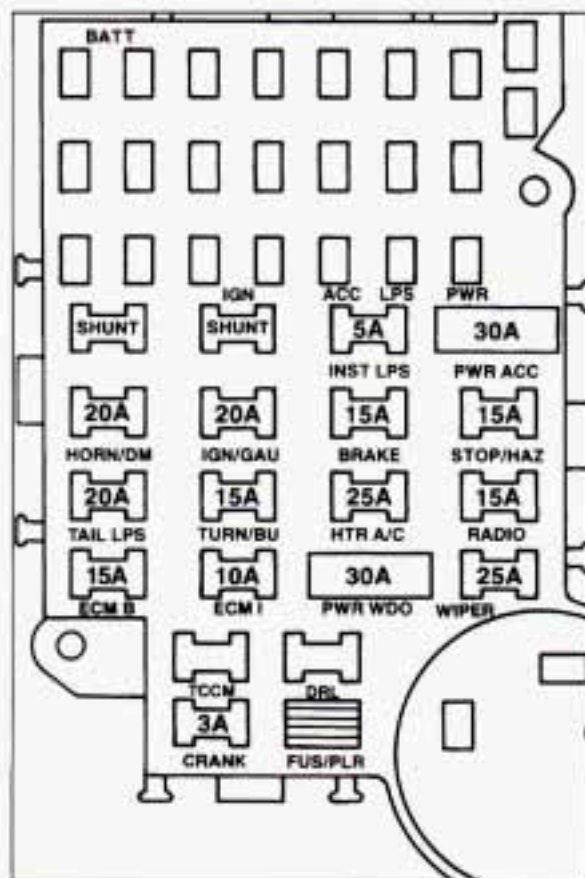 BATT
IGN ACC LPS PWR
SHUNT SHUNT 5A 30A
INST LPS PWR ACC
20A 20A 15A 15A
HORN/DM IGN/GAU BRAKE STOP/HAZ
20A 15A 25A 15A
TAIL LPS TURN/BU HTR A/C RADIO
15A 10A 30A 25A
ECM B ECM I PWR WDO WIPER
TCCM DRL
3A
CRANK FUS/PLR